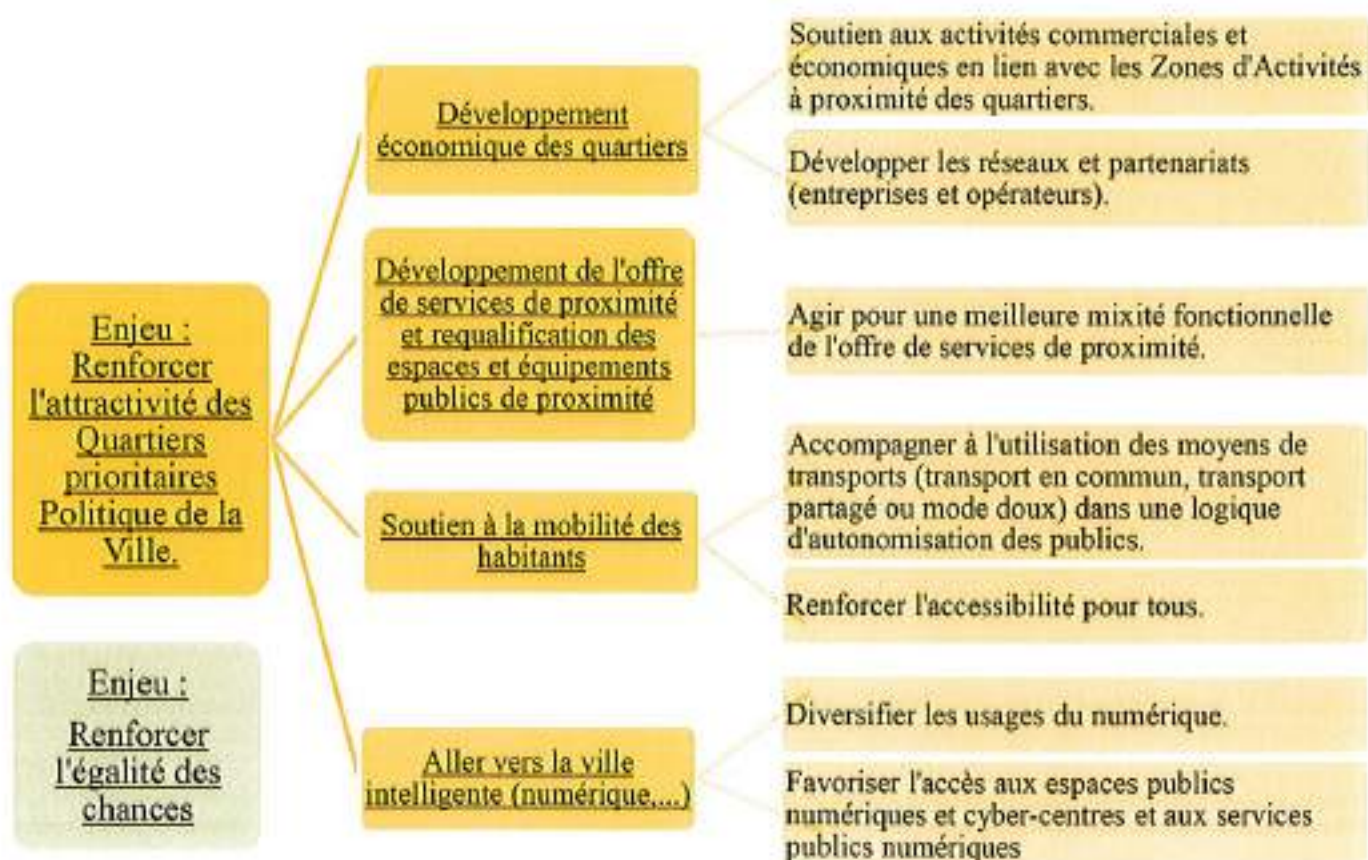 Enjeu :
Renforcer
l'attractivité des
Quartiers
prioritaires
Politique de la
Ville.
Développement
économique des quartiers
Soutien aux activités commerciales et
économiques en lien avec les Zones d'Activités
à proximité des quartiers.
Développer les réseaux et partenariats
(entreprises et opérateurs).
Développement de l'offre
de services de proximité
et requalification des
espaces et équipements
publics de proximité
Agir pour une meilleure mixité fonctionnelle
de l'offre de services de proximité.
Soutien à la mobilité des
habitants
Accompagner à l'utilisation des moyens de
transports (transport en commun, transport
partagé ou mode doux) dans une logique
d'autonomisation des publics.
Renforcer l'accessibilité pour tous.
Aller vers la ville
intelligente (numérique,...)
Diversifier les usages du numérique.
Favoriser l'accès aux espaces publics
numériques et cyber-centres et aux services
publics numériques
Enjeu :
Renforcer
l'égalité des
chances